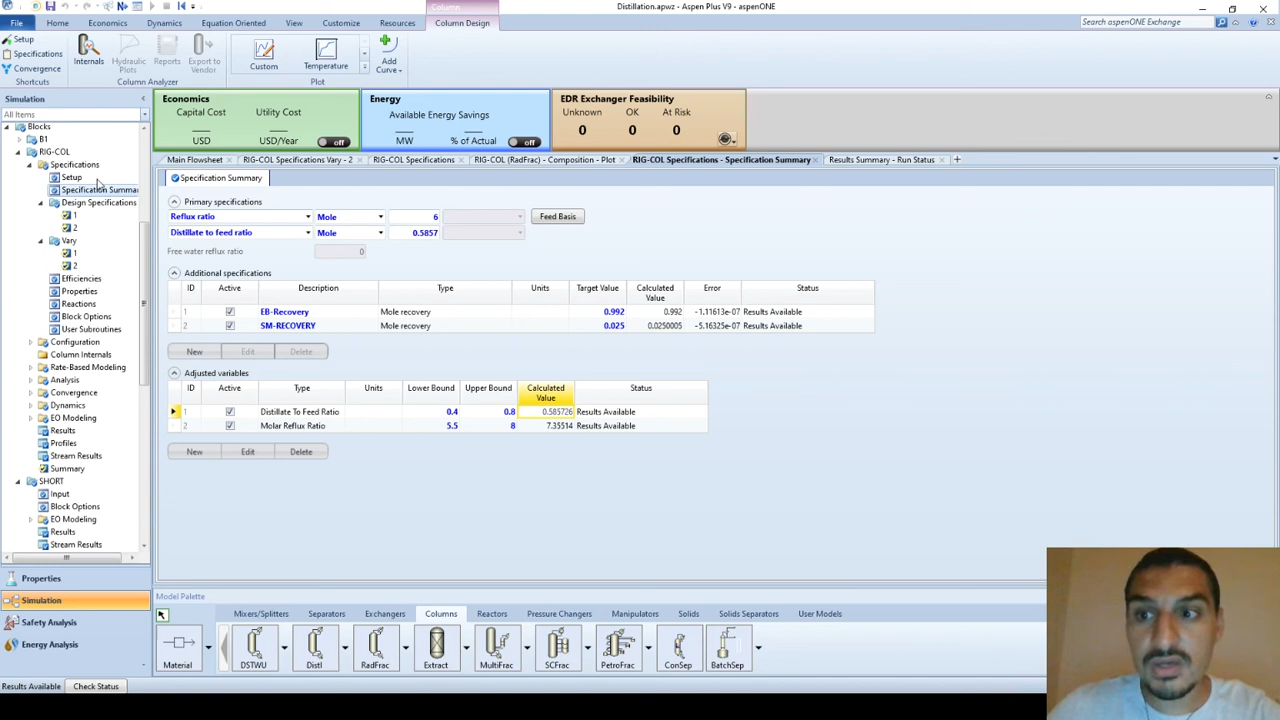 Column
Distillation.apwz - Aspen Plus V9 - aspenONE
File Home Economics Dynamics Equation Oriented View Customize Resources Column Design
Search aspenONE Exchange
Setup
Specifications
Convergence
Shortcuts
Internals
Hydraulic Plots
Reports
Export to Vendor
Column Analyzer
Custom
Temperature
Plot
Add Curve
Simulation
All Items
Blocks
B1
RIG-COL
Specifications
Setup
Specification Summa
Design Specifications
1
2
Vary
1
2
Efficiencies
Properties
Reactions
Block Options
User Subroutines
Configuration
Column Internals
Rate-Based Modeling
Analysis
Convergence
Dynamics
EO Modeling
Results
Profiles
Stream Results
Summary
SHORT
Input
Block Options
EO Modeling
Results
Stream Results
Properties
Simulation
Safety Analysis
Energy Analysis
Results Available Check Status
Economics
Capital Cost Utility Cost
USD USD/Year off
Energy
Available Energy Savings
MW % of Actual off
EDR Exchanger Feasibility
Unknown OK At Risk
0 0 0
Main Flowsheet RIG-COL Specifications Vary - 2 RIG-COL Specifications RIG-COL (RadFrac) - Composition - Plot RIG-COL Specifications - Specification Summary Results Summary - Run Status
Specification Summary
Primary specifications
Reflux ratio Mole 6 Feed Basis
Distillate to feed ratio Mole 0.5857
Free water reflux ratio 0
Additional specifications
ID Active Description Type Units Target Value Calculated Value Error Status
1 EB-Recovery Mole recovery 0.992 0.992 -1.11613e-07 Results Available
2 SM-RECOVERY Mole recovery 0.025 0.0250005 -5.16325e-07 Results Available
New Edit Delete
Adjusted variables
ID Active Type Units Lower Bound Upper Bound Calculated Value Status
1 Distillate To Feed Ratio 0.4 0.8 0.585726 Results Available
2 Molar Reflux Ratio 5.5 8 7.35514 Results Available
New Edit Delete
Model Palette
Mixers/Splitters Separators Exchangers Columns Reactors Pressure Changers Manipulators Solids Solids Separators User Models
Material DSTWU Distl RadFrac Extract MultiFrac SCFrac PetroFrac ConSep BatchSep